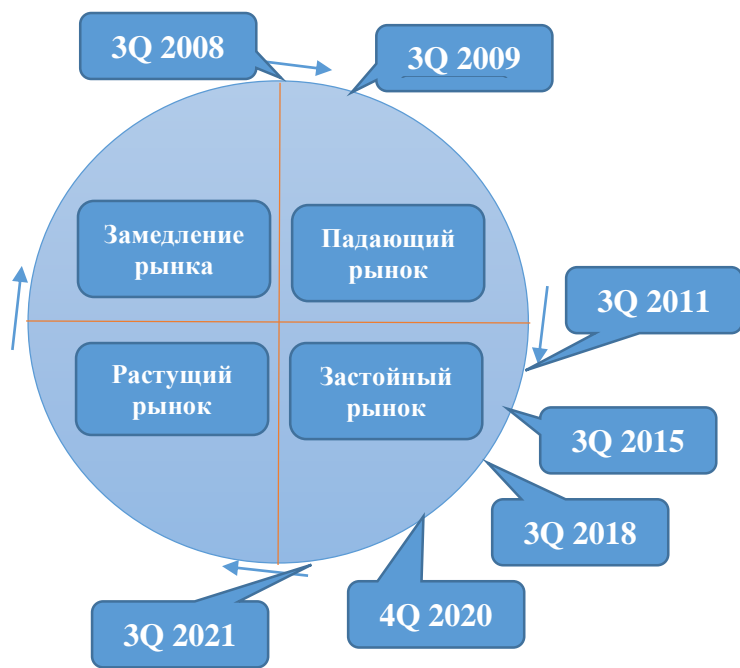 3Q 2008
3Q 2009
Замедление
рынка
Падающий
рынок
3Q 2011
Растущий
рынок
Застойный
рынок
3Q 2015
3Q 2018
4Q 2020
3Q 2021